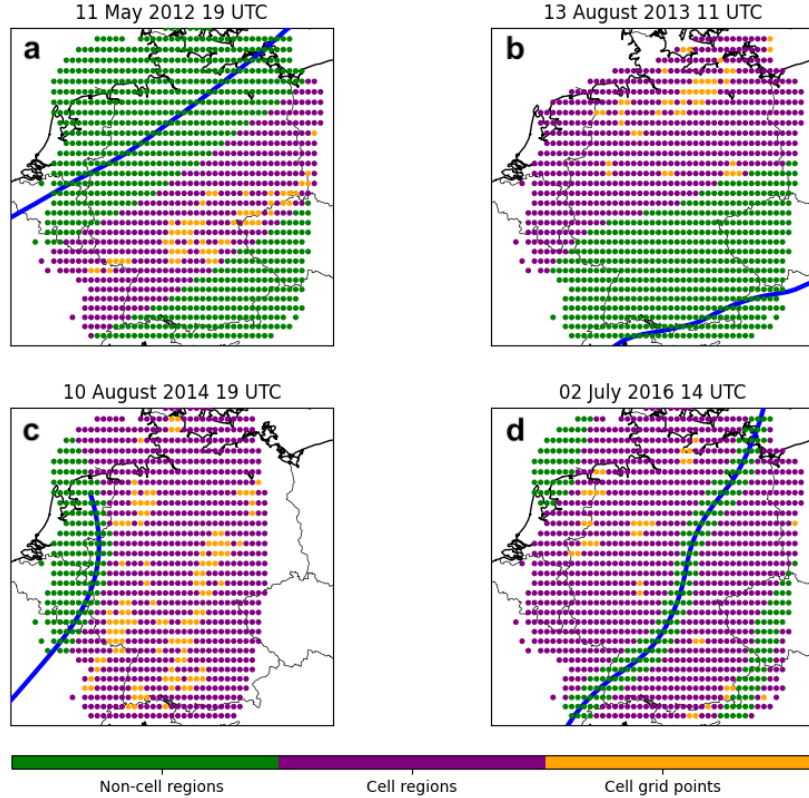 11 May 2012 19 UTC
13 August 2013 11 UTC
a
b
10 August 2014 19 UTC
02 July 2016 14 UTC
c
d
Non-cell regions
Cell regions
Cell grid points